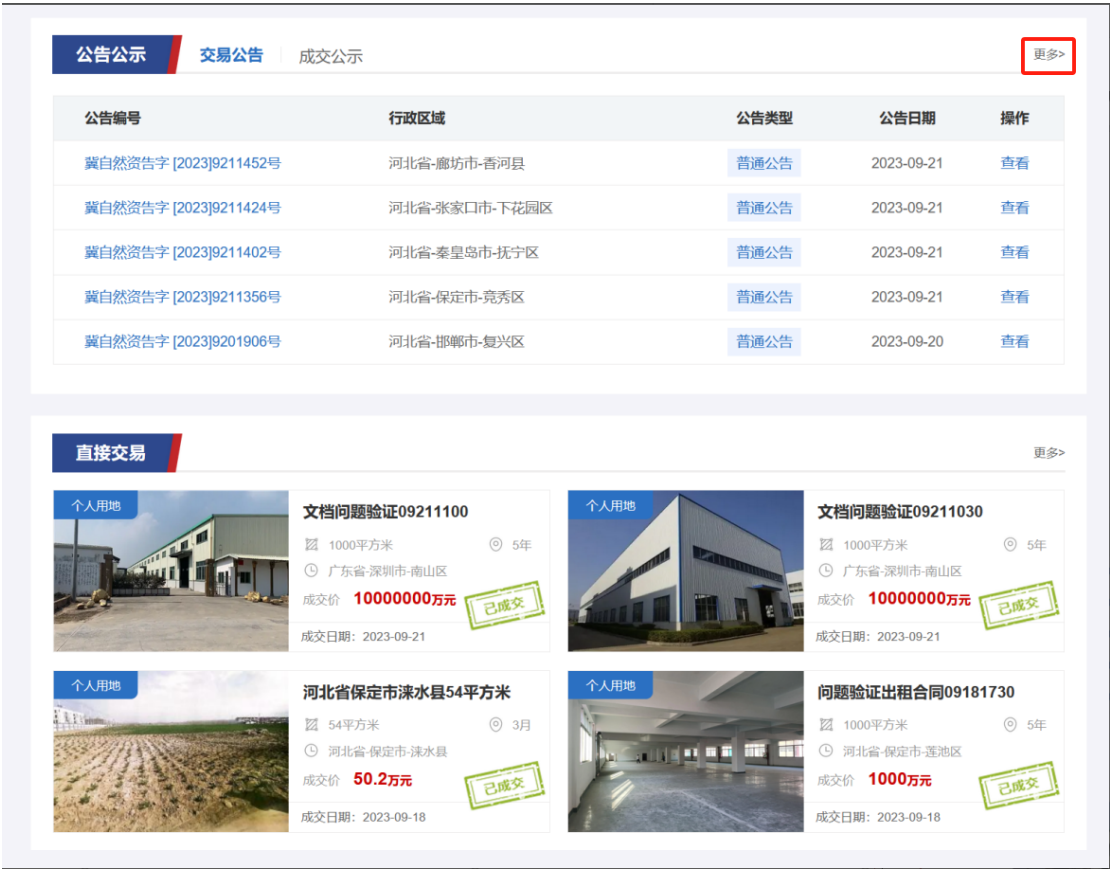 公告公示 交易公告 成交公示 更多>
公告编号 行政区域 公告类型 公告日期 操作
冀自然资告字 [2023]9211452号 河北省-廊坊市-香河县 普通公告 2023-09-21 查看
冀自然资告字 [2023]9211424号 河北省-张家口市-下花园区 普通公告 2023-09-21 查看
冀自然资告字 [2023]9211402号 河北省-秦皇岛市-抚宁区 普通公告 2023-09-21 查看
冀自然资告字 [2023]9211356号 河北省-保定市-竞秀区 普通公告 2023-09-21 查看
冀自然资告字 [2023]9201906号 河北省-邯郸市-复兴区 普通公告 2023-09-20 查看
直接交易 更多>
个人用地
文档问题验证09211100
1000平方米 5年
广东省-深圳市-南山区
成交价 10000000万元
已成交
成交日期：2023-09-21
个人用地
文档问题验证09211030
1000平方米 5年
广东省-深圳市-南山区
成交价 10000000万元
已成交
成交日期：2023-09-21
个人用地
河北省保定市涞水县54平方米
54平方米 3月
河北省-保定市-涞水县
成交价 50.2万元
已成交
成交日期：2023-09-18
个人用地
问题验证出租合同09181730
1000平方米 5年
河北省-保定市-莲池区
成交价 1000万元
已成交
成交日期：2023-09-18